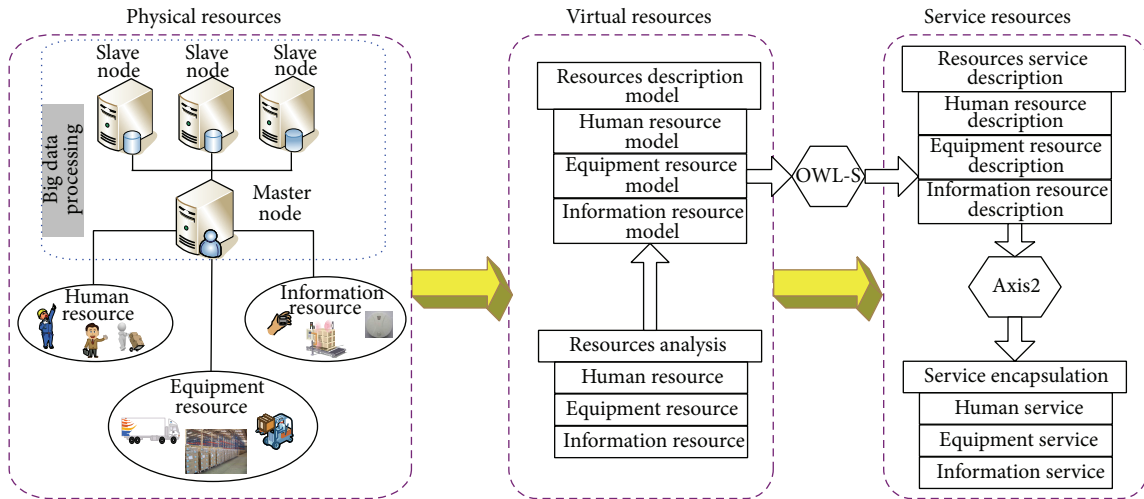 Physical resources
Slave
node
Slave
node
Slave
node
Big data
processing
Master
node
Human
resource
Information
resource
Equipment
resource
Virtual resources
Resources description
model
Human resource
model
Equipment resource
model
Information resource
model
Resources analysis
Human resource
Equipment resource
Information resource
OWL-S
Service resources
Resources service
description
Human resource
description
Equipment resource
description
Information resource
description
Axis2
Service encapsulation
Human service
Equipment service
Information service